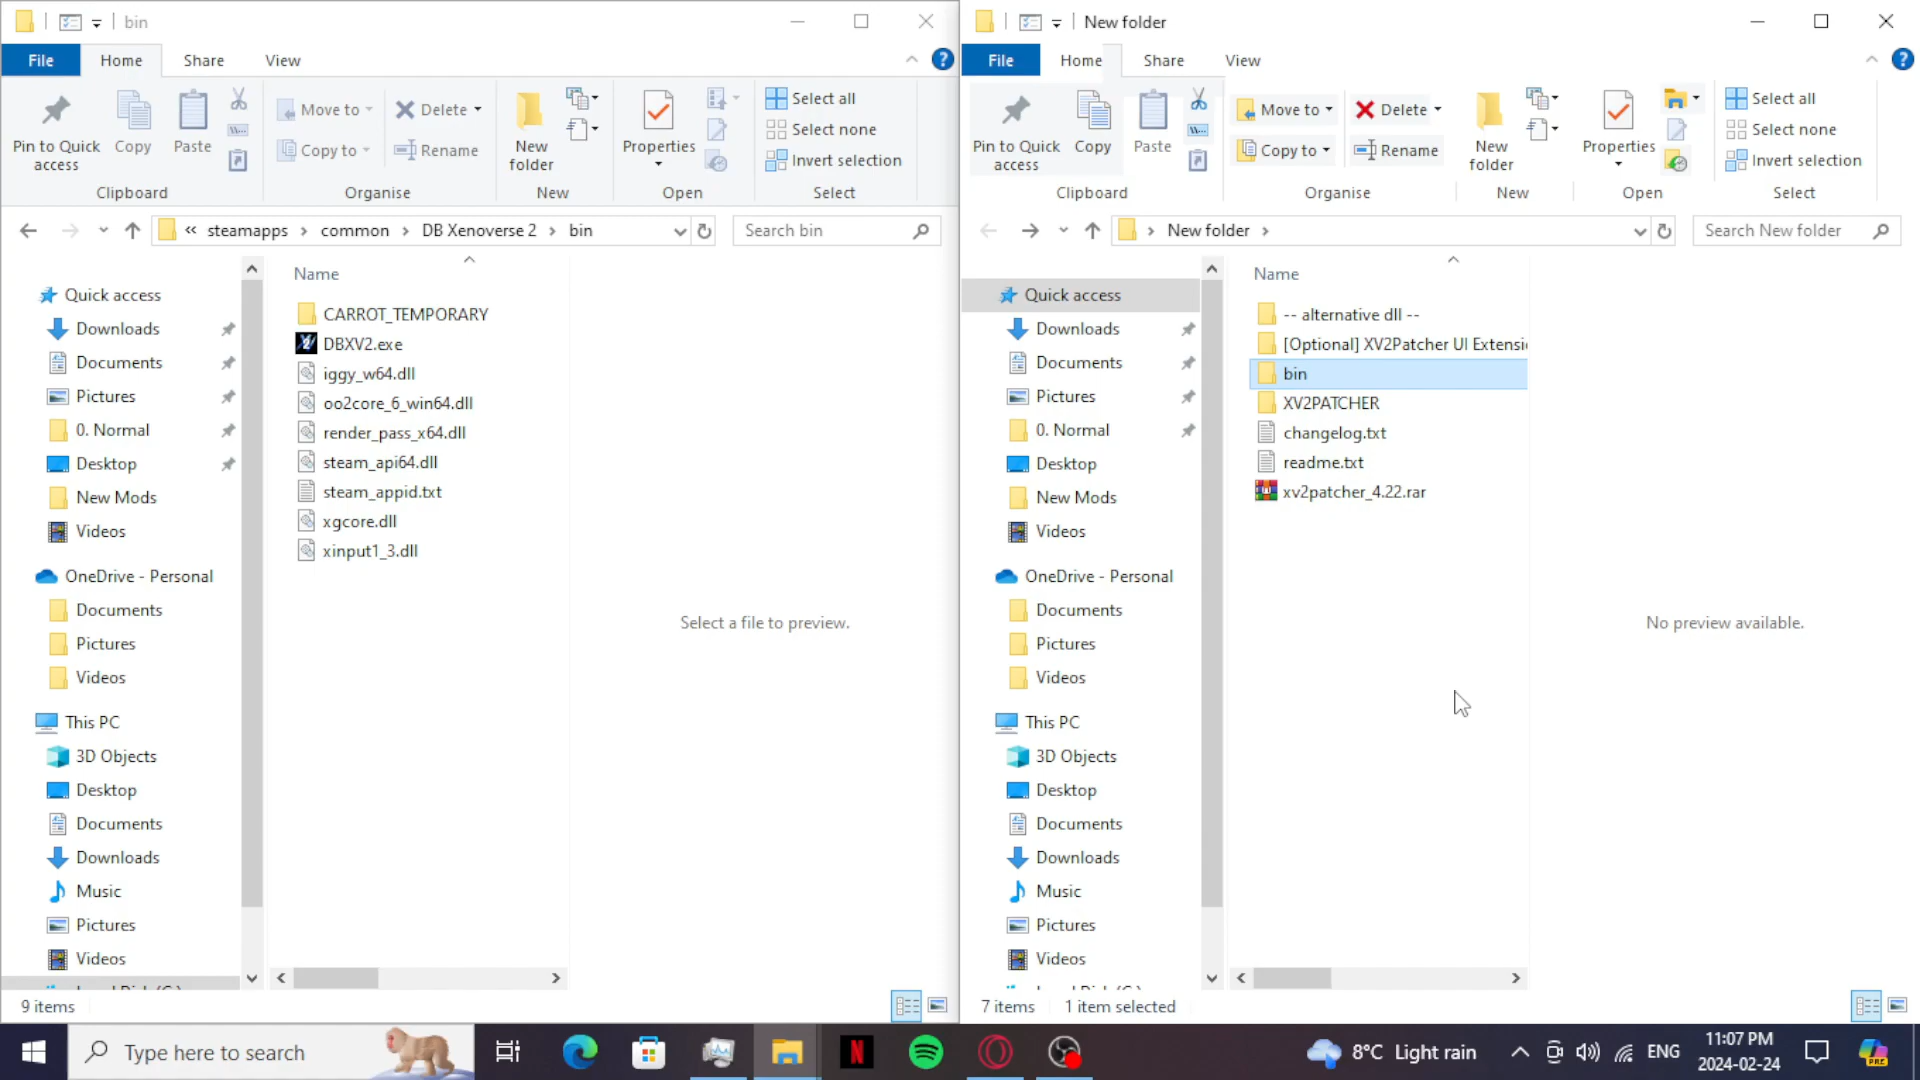 bin
File
Home
Share
View
Pin to Quick access
Copy
Paste
Clipboard
Move to
Copy to
Delete
Rename
Organise
New folder
New
Properties
Open
Select all
Select none
Invert selection
Select
« steamapps > common > DB Xenoverse 2 > bin
Search bin
Quick access
Downloads
Documents
Pictures
0. Normal
Desktop
New Mods
Videos
OneDrive - Personal
Documents
Pictures
Videos
This PC
3D Objects
Desktop
Documents
Downloads
Music
Pictures
Videos
Name
CARROT_TEMPORARY
DBXV2.exe
iggy_w64.dll
oo2core_6_win64.dll
render_pass_x64.dll
steam_api64.dll
steam_appid.txt
xgcore.dll
xinput1_3.dll
Select a file to preview.
9 items
New folder
File
Home
Share
View
Pin to Quick access
Copy
Paste
Clipboard
Move to
Copy to
Delete
Rename
Organise
New folder
New
Properties
Open
Select all
Select none
Invert selection
Select
> New folder >
Search New folder
Quick access
Downloads
Documents
Pictures
0. Normal
Desktop
New Mods
Videos
OneDrive - Personal
Documents
Pictures
Videos
This PC
3D Objects
Desktop
Documents
Downloads
Music
Pictures
Videos
Name
-- alternative dll --
[Optional] XV2Patcher UI Extensi
bin
XV2PATCHER
changelog.txt
readme.txt
xv2patcher_4.22.rar
No preview available.
7 items
1 item selected
Type here to search
8°C Light rain
ENG
11:07 PM
2024-02-24